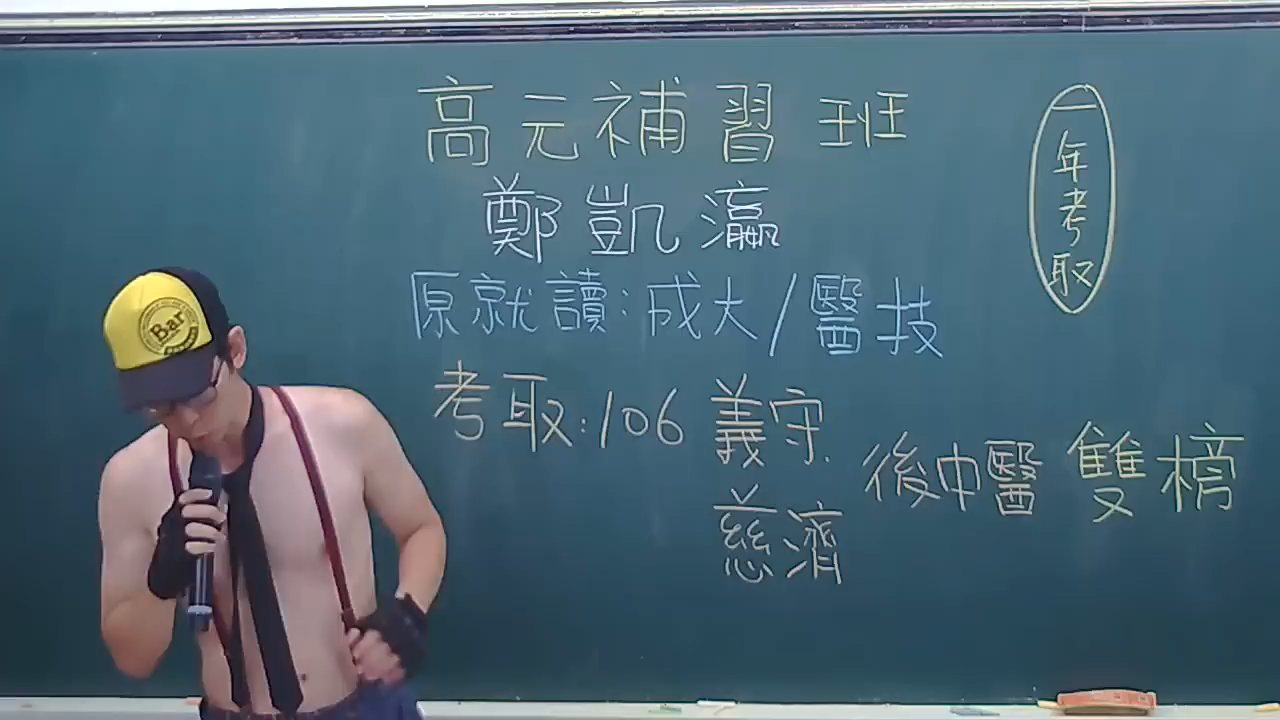 高元補習班
鄭凱瀛
原就讀:成大/醫技
考取:106 義守
慈濟
後中醫 雙榜
一年考取
Bar